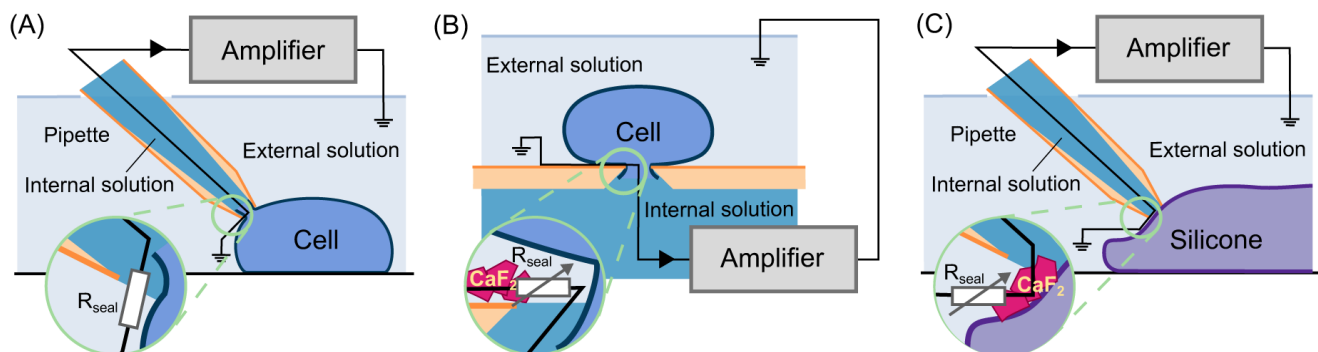 (A)
Amplifier
Pipette
External solution
Internal solution
Cell
Rseal
(B)
External solution
Cell
Internal solution
Amplifier
Rseal
CaF2
(C)
Amplifier
Pipette
External solution
Internal solution
Silicone
Rseal
CaF2